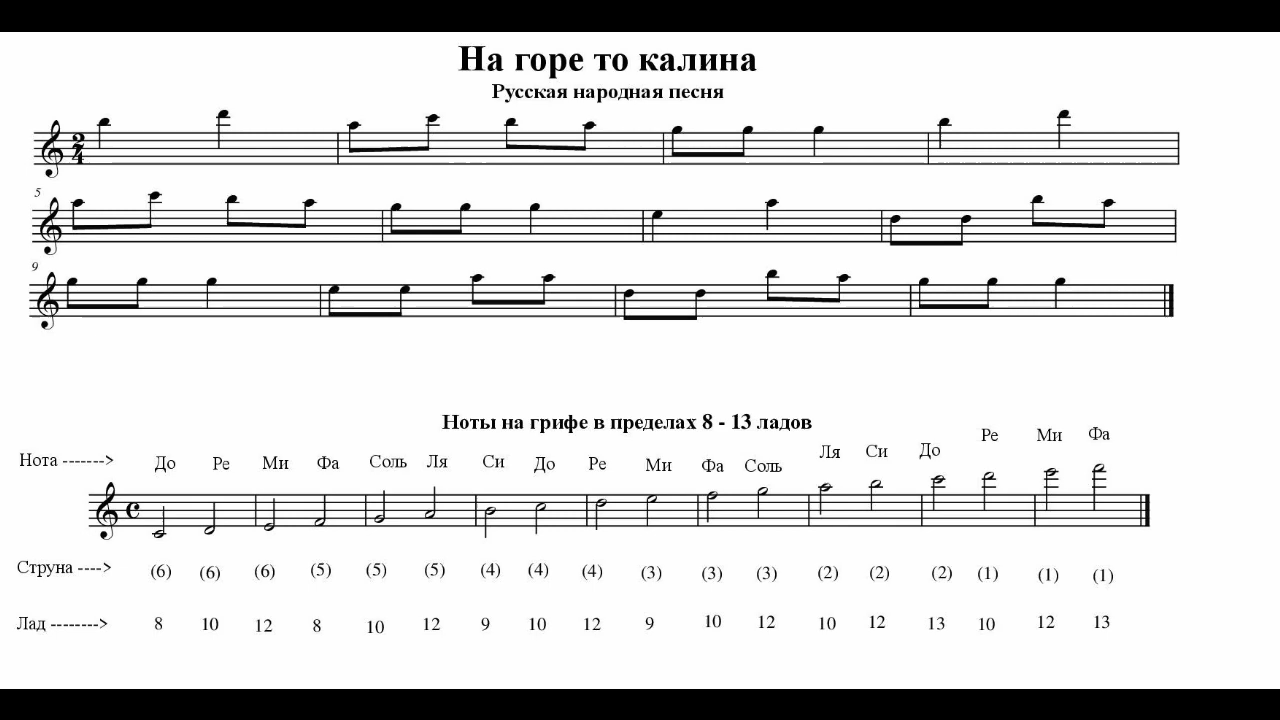 На горе то калина
Русская народная песня
2
4
5
9
Ноты на грифе в пределах 8 - 13 ладов
Нота -------> До Ре Ми Фа Соль Ля Си До Ре Ми Фа Соль Ля Си До Ре Ми Фа
Струна ----> (6) (6) (6) (5) (5) (5) (4) (4) (4) (3) (3) (3) (2) (2) (2) (1) (1) (1)
Лад --------> 8 10 12 8 10 12 9 10 12 9 10 12 10 12 13 10 12 13